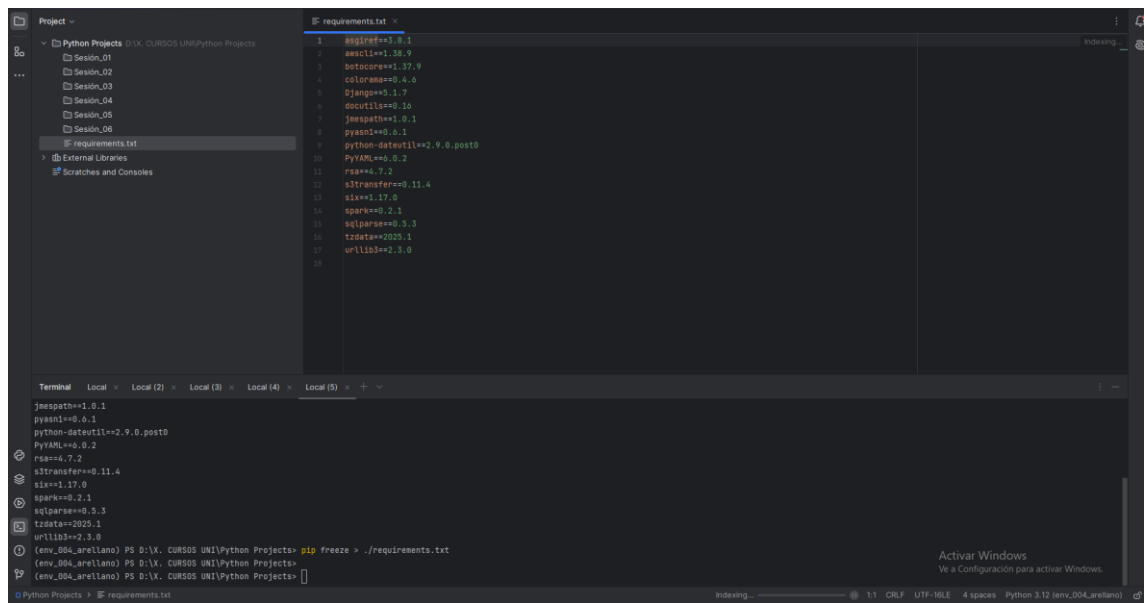 Project
Python Projects D:\X. CURSOS UNI\Python Projects
Sesión_01
Sesión_02
Sesión_03
Sesión_04
Sesión_05
Sesión_06
requirements.txt
External Libraries
Scratches and Consoles
requirements.txt
Indexing...
1 asgiref==3.8.1
2 awscli==1.38.9
3 botocore==1.37.9
4 colorama==0.4.6
5 Django==5.1.7
6 docutils==0.16
7 jmespath==1.0.1
8 pyasn1==0.6.1
9 python-dateutil==2.9.0.post0
10 PyYAML==6.0.2
11 rsa==4.7.2
12 s3transfer==0.11.4
13 six==1.17.0
14 spark==0.2.1
15 sqlparse==0.5.3
16 tzdata==2025.1
17 urllib3==2.3.0
18
Terminal Local Local (2) Local (3) Local (4) Local (5)
jmespath==1.0.1
pyasn1==0.6.1
python-dateutil==2.9.0.post0
PyYAML==6.0.2
rsa==4.7.2
s3transfer==0.11.4
six==1.17.0
spark==0.2.1
sqlparse==0.5.3
tzdata==2025.1
urllib3==2.3.0
(env_004_arellano) PS D:\X. CURSOS UNI\Python Projects> pip freeze > ./requirements.txt
(env_004_arellano) PS D:\X. CURSOS UNI\Python Projects>
(env_004_arellano) PS D:\X. CURSOS UNI\Python Projects>
Activar Windows
Ve a Configuración para activar Windows.
Python Projects > requirements.txt
Indexing... 1:1 CRLF UTF-16LE 4 spaces Python 3.12 (env_004_arellano)